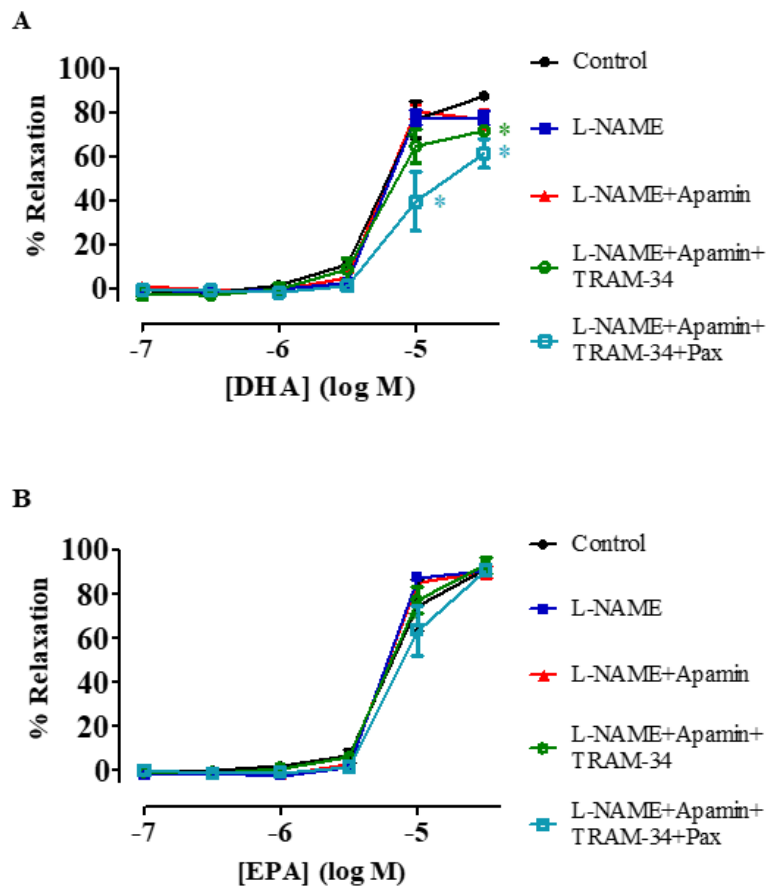 A
100
80
60
40
20
0
% Relaxation
-7
-6
-5
[DHA] (log M)
*
*
*
Control
L-NAME
L-NAME+Apamin
L-NAME+Apamin+
TRAM-34
L-NAME+Apamin+
TRAM-34+Pax
B
100
80
60
40
20
0
% Relaxation
-7
-6
-5
[EPA] (log M)
Control
L-NAME
L-NAME+Apamin
L-NAME+Apamin+
TRAM-34
L-NAME+Apamin+
TRAM-34+Pax